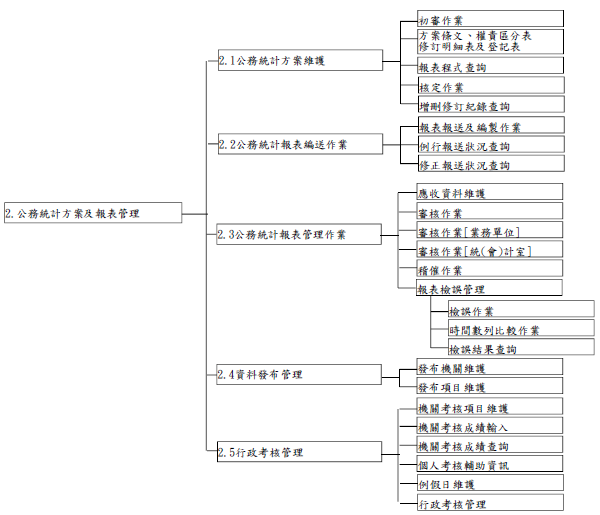 2.公務統計方案及報表管理
2.1公務統計方案維護
初審作業
方案條文、權責區分表
修訂明細表及登記表
報表程式查詢
核定作業
增刪修訂紀錄查詢
2.2公務統計報表編送作業
報表報送及編製作業
例行報送狀況查詢
修正報送狀況查詢
2.3公務統計報表管理作業
應收資料維護
審核作業
審核作業[業務單位]
審核作業[統(會)計室]
稽催作業
報表檢誤管理
檢誤作業
時間數列比較作業
檢誤結果查詢
2.4資料發布管理
發布機關維護
發布項目維護
2.5行政考核管理
機關考核項目維護
機關考核成績輸入
機關考核成績查詢
個人考核輔助資訊
例假日維護
行政考核管理